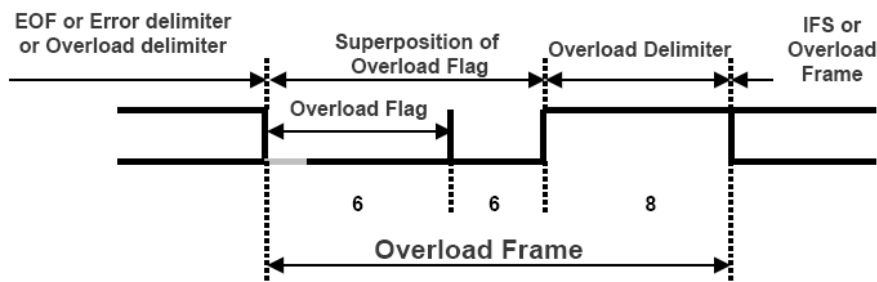 EOF or Error delimiter
or Overload delimiter
Superposition of
Overload Flag
Overload Delimiter
IFS or
Overload
Frame
Overload Flag
6
6
8
Overload Frame